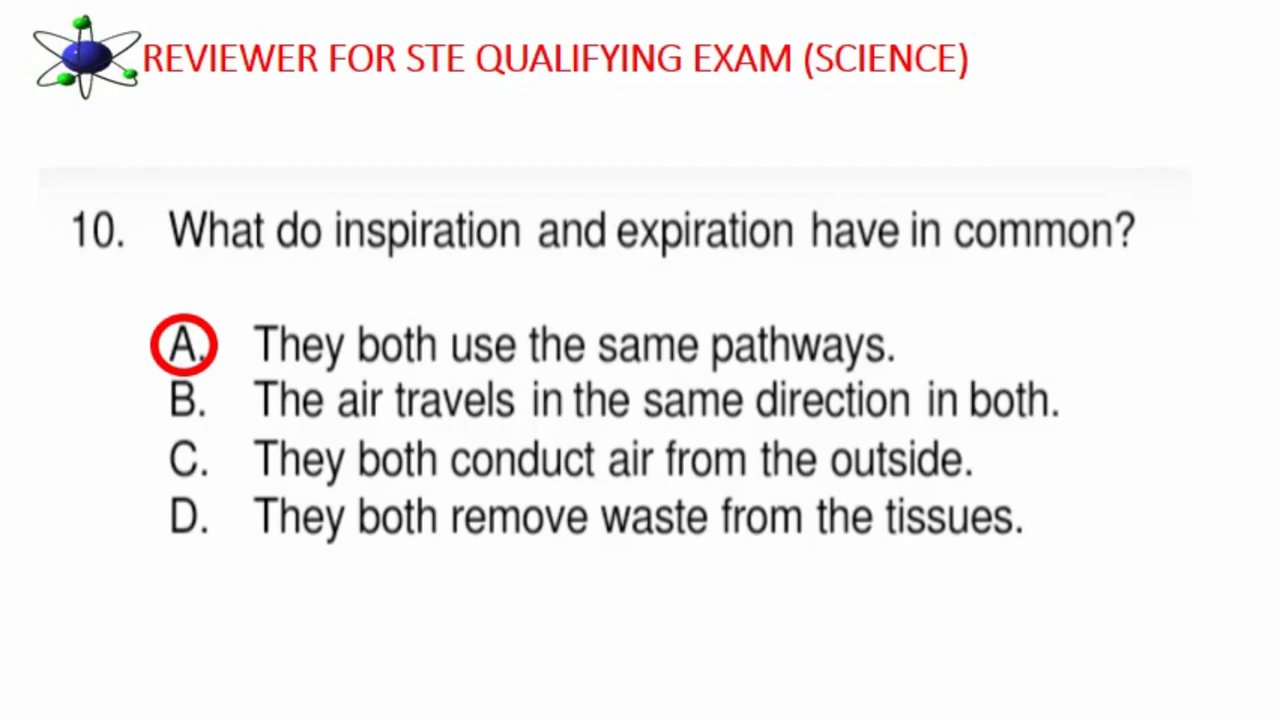 REVIEWER FOR STE QUALIFYING EXAM (SCIENCE)
10. What do inspiration and expiration have in common?
A. They both use the same pathways.
B. The air travels in the same direction in both.
C. They both conduct air from the outside.
D. They both remove waste from the tissues.